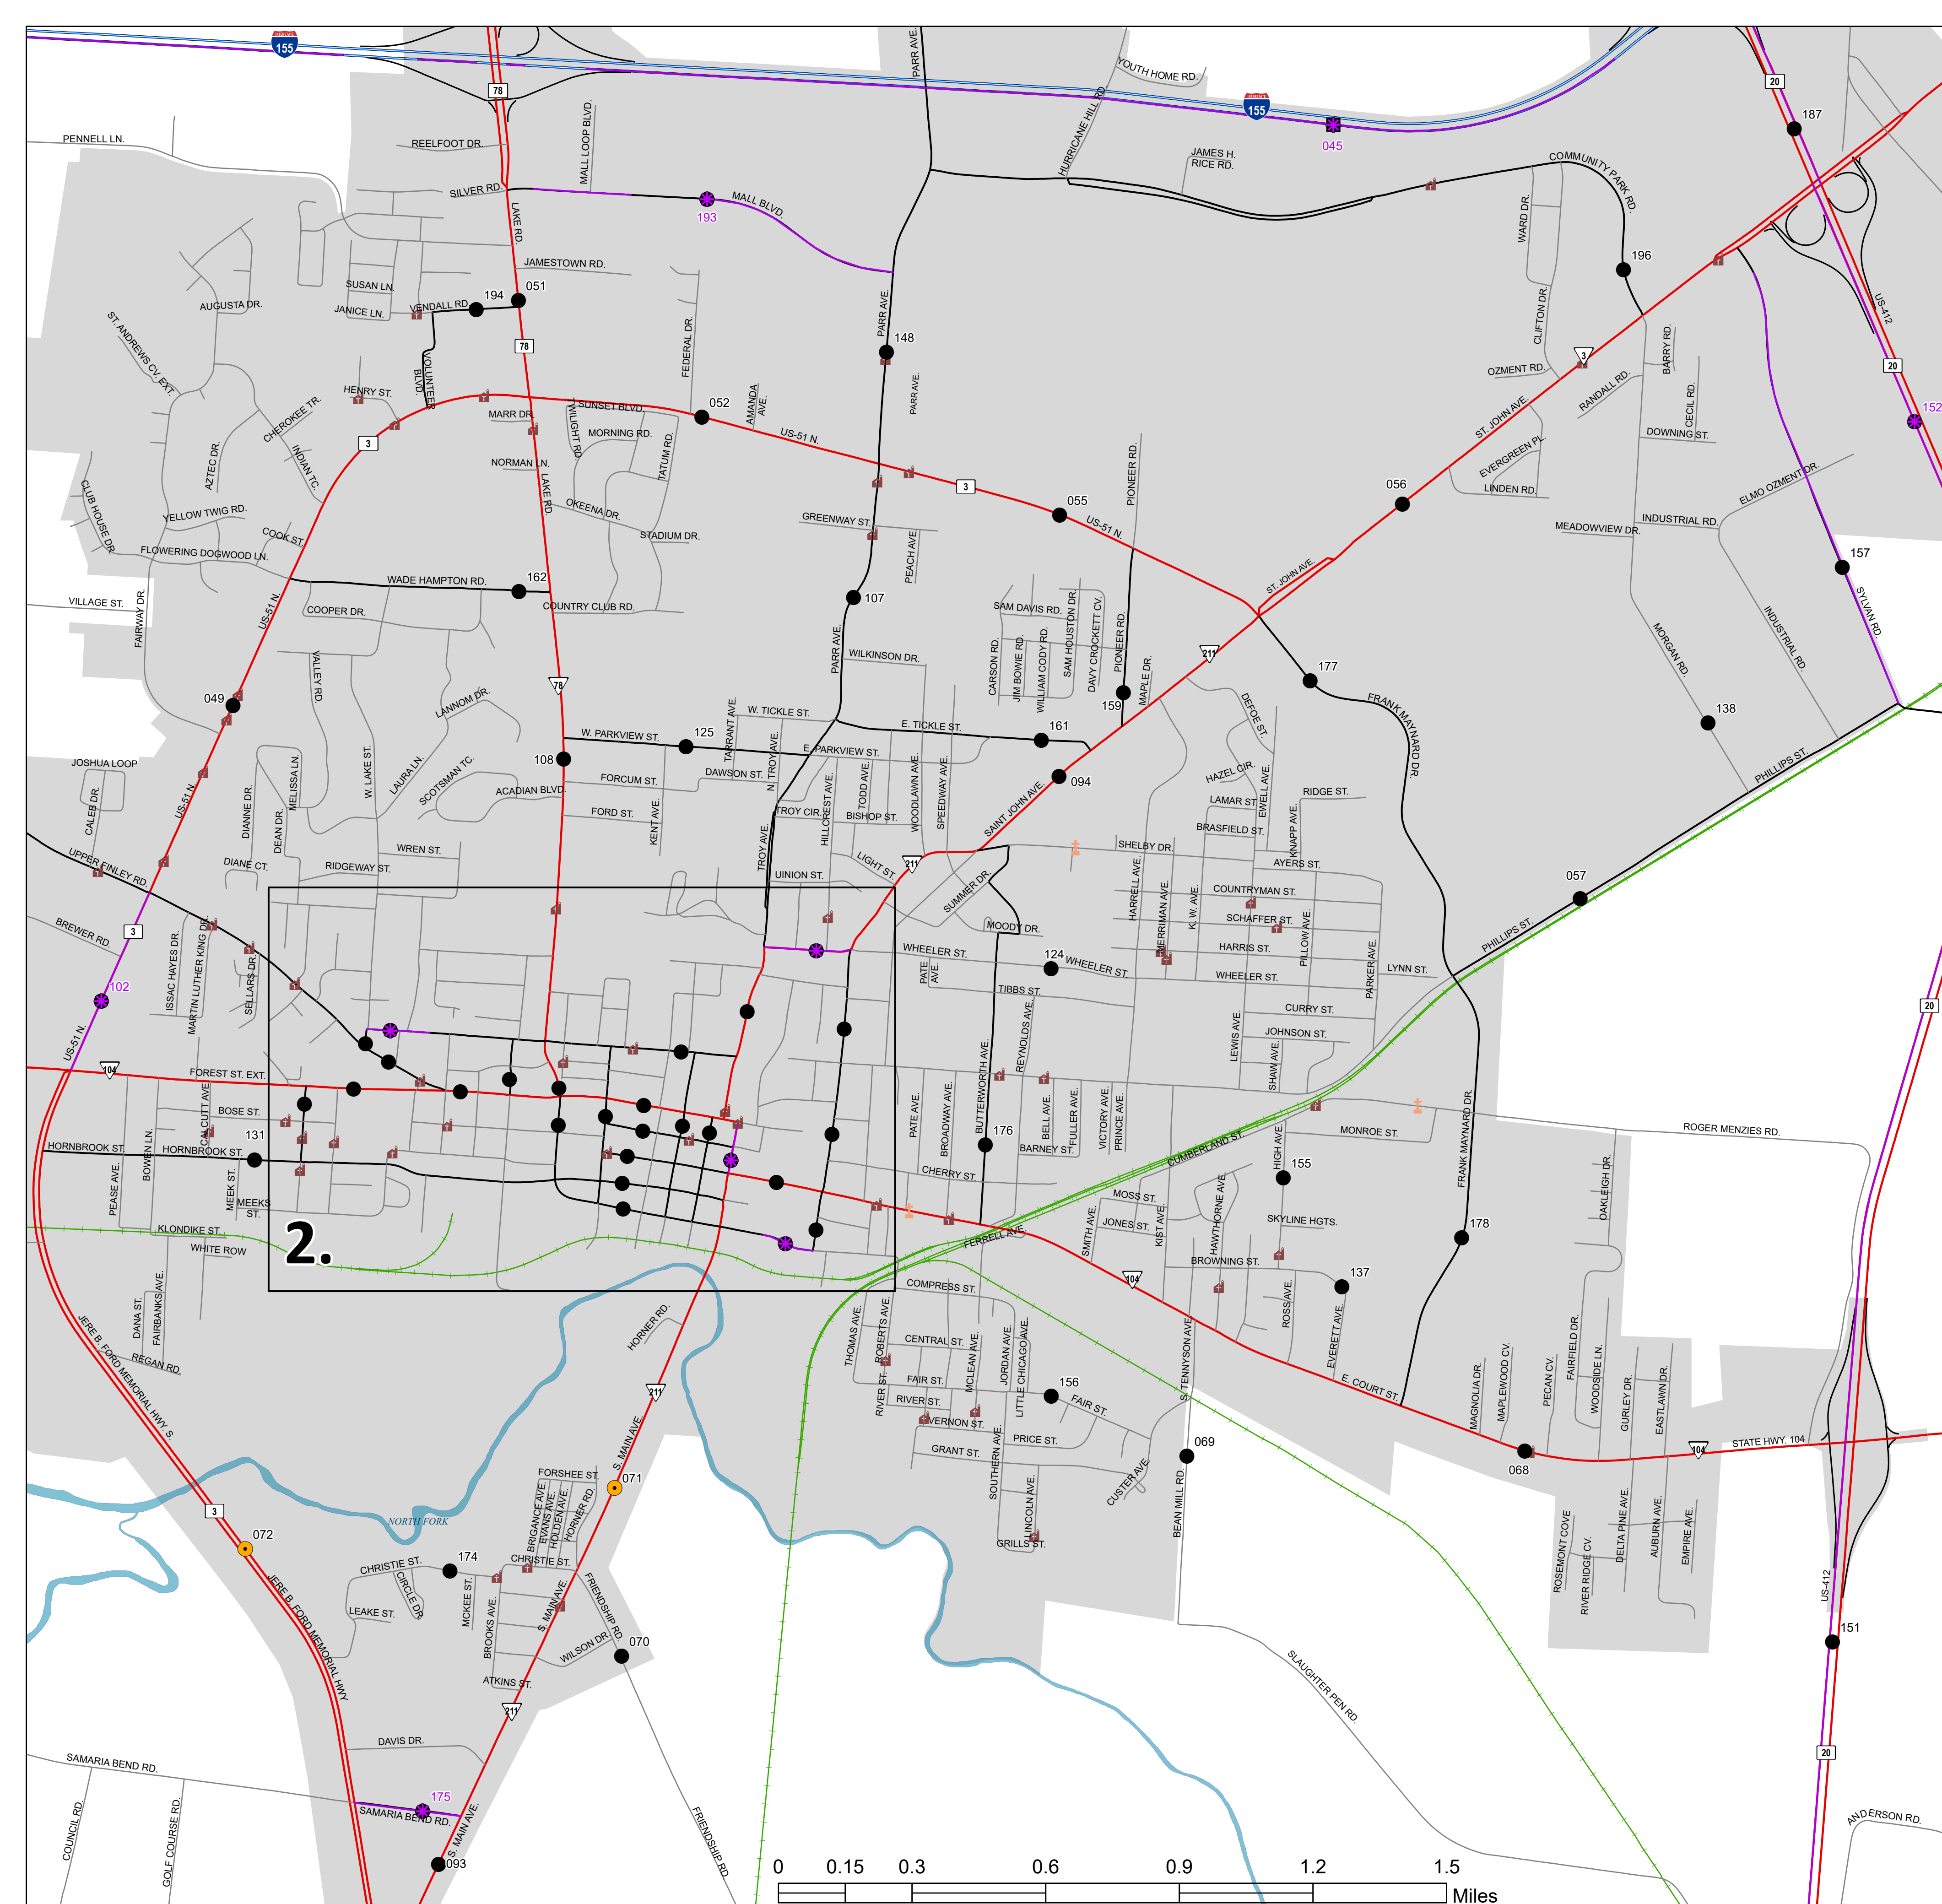 155
78
PARR AVE.
YOUTH HOME RD.
20
187
HURRICANE HILL RD.
155
045
PENNELL LN.
REELFOOT DR.
MALL LOOP BLVD.
JAMES H.
RICE RD.
COMMUNITY PARK RD.
SILVER RD.
193
MALL BLVD
LAKE RD.
WARD DR.
196
JAMESTOWN RD.
SUSAN LN.
AUGUSTA DR.
JANICE LN.
VENDALL RD.
194
051
ST. ANDREWS CV. EXT.
78
FEDERAL DR.
PARR AVE.
148
CLIFTON DR.
US-412
3
BARRY RD.
20
OZMENT RD.
RANDALL RD.
CECIL RD.
152
VOLUNTEER
BLVD.
HENRY ST.
CHEROKEE TR.
MARR DR.
TWILIGHT RD
SUNSET BLVD.
052
AMANDA
AVE.
PARR AVE.
US-51 N.
MORNING RD.
TATUM RD.
ST. JOHN AVE.
EVERGREEN PL.
DOWNING ST.
3
AZTEC DR.
INDIAN TC.
NORMAN LN.
LAKE RD.
3
PIONEER RD.
056
LINDEN RD.
ELMO OZMENT DR.
CLUB HOUSE DR.
YELLOW TWIG RD.
COOK ST.
OKEENA DR.
STADIUM DR.
GREENWAY ST.
PEACH AVE
055
US-51 N.
INDUSTRIAL RD.
MEADOWVIEW DR.
FLOWERING DOGWOOD LN.
157
WADE HAMPTON RD.
162
COUNTRY CLUB RD.
107
ST. JOHN AVE.
VILLAGE ST.
FAIRWAY DR.
US-51 N.
COOPER DR.
SAM DAVIS RD.
SYLVAN RD.
CARSON RD.
JIM BOWIE RD.
WILLIAM CODY RD.
SAM HOUSTON DR.
DAVY CROCKETT CV.
PIONEER RD.
MORGAN RD.
INDUSTRIAL RD.
PARR AVE.
WILKINSON DR.
MAPLE DR.
211
177
VALLEY RD.
78
049
LANNOM DR.
159
DEFOE ST.
FRANK MAYNARD DR.
138
TARRANT AVE.
W. TICKLE ST.
E. TICKLE ST.
161
W. PARKVIEW ST.
125
E. PARKVIEW ST.
N. TROY AVE.
108
JOSHUA LOOP
CALEB DR.
US-51 N.
MELISSA LN.
W. LAKE ST.
LAURA LN.
SCOTSMAN TC.
ACADIAN BLVD.
FORCUM ST.
DAWSON ST.
094
HAZEL CIR.
PHILLIPS ST.
DIANNE DR.
DEAN DR.
FORD ST.
KENT AVE.
TROY CIR.
HILLCREST AVE.
TODD AVE.
BISHOP ST.
WOODLAWN AVE.
SPEEDWAY AVE.
SAINT JOHN AVE.
LAMAR ST.
EWELL AVE.
RIDGE ST.
BRASFIELD ST.
KNAPP AVE.
UPPER FINLEY RD.
DIANE CT.
RIDGEWAY ST.
WREN ST.
TROY AVE.
LIGHT ST.
211
SHELBY DR.
AYERS ST.
UINION ST.
SUMMER DR.
HARRELL AVE.
MERRIMAN AVE.
K. W. AVE.
COUNTRYMAN ST.
057
BREWER RD.
3
MOODY DR.
SCHAFFER ST.
PILLOW AVE.
PHILLIPS ST.
WHEELER ST.
124
WHEELER ST.
HARRIS ST.
102
ISSAC HAYES DR.
MARTIN LUTHER KING DR.
SELLARS DR.
PATE
AVE.
TIBBS ST.
WHEELER ST.
LYNN ST.
PARKER AVE.
US-51 N.
REYNOLDS AVE.
CURRY ST.
LEWIS AVE.
JOHNSON ST.
20
104
FOREST ST. EXT.
SHAW AVE.
BUTTERWORTH AVE.
BOSE ST.
CALCUTT AVE.
PATE AVE.
BROADWAY AVE.
BELL AVE.
FULLER AVE.
VICTORY AVE.
PRINCE AVE.
FRANK MAYNARD DR.
ROGER MENZIES RD.
HORNBROOK ST.
HORNBROOK ST.
131
BOWEN LN.
PEASE AVE.
176
BARNEY ST.
CUMBERLAND ST.
HIGH AVE.
MONROE ST.
MEEK ST.
MEEKS
ST.
CHERRY ST.
MOSS ST.
155
OAKLEIGH DR.
KLONDIKE ST.
WHITE ROW
2.
FERRELL AVE.
SMITH AVE.
JONES ST.
KIST AVE.
HAWTHORNE AVE.
SKYLINE HGTS.
178
BROWNING ST.
104
137
COMPRESS ST.
DANA ST.
FAIRBANKS AVE.
REGAN RD.
HORNER RD.
THOMAS AVE.
ROBERTS AVE.
CENTRAL ST.
MCLEAN AVE.
JORDAN AVE.
LITTLE CHICAGO AVE.
S. TENNYSON AVE.
ROSS AVE.
EVERETT AVE.
E. COURT ST.
JERE B. FORD MEMORIAL HWY. S.
211
FAIR ST.
156
FAIR ST.
RIVER ST.
RIVER ST.
VERNON ST.
MAGNOLIA DR.
MAPLEWOOD CV.
PECAN CV.
FAIRFIELD DR.
WOODSIDE LN.
GURLEY DR.
EASTLAWN DR.
S. MAIN AVE.
PRICE ST.
GRANT ST.
069
068
104
STATE HWY. 104
FORSHEE ST.
071
SOUTHERN AVE.
CUSTER AVE.
3
NORTH FORK
BRIGANCE AVE.
EVANS AVE.
HOLDEN AVE.
HORNER RD.
LINCOLN AVE.
BEAN MILL RD.
GRILLS ST.
072
174
CHRISTIE ST.
CHRISTIE ST.
CIRCLE DR.
MCKEE ST.
LEAKE ST.
BROOKS AVE.
S. MAIN AVE.
FRIENDSHIP RD.
ROSEMONT COVE
RIVER RIDGE CV.
DELTA PINE AVE.
AUBURN AVE.
EMPIRE AVE.
US-412
JERE B. FORD MEMORIAL HWY
WILSON DR.
070
151
ATKINS ST.
211
SLAUGHTER PEN RD.
DAVIS DR.
20
SAMARIA BEND RD.
175
SAMARIA BEND RD.
COUNCIL RD.
GOLF COURSE RD.
S. MAIN AVE.
FRIENDSHIP RD
ANDERSON RD.
093
0 0.15 0.3 0.6 0.9 1.2 1.5
Miles